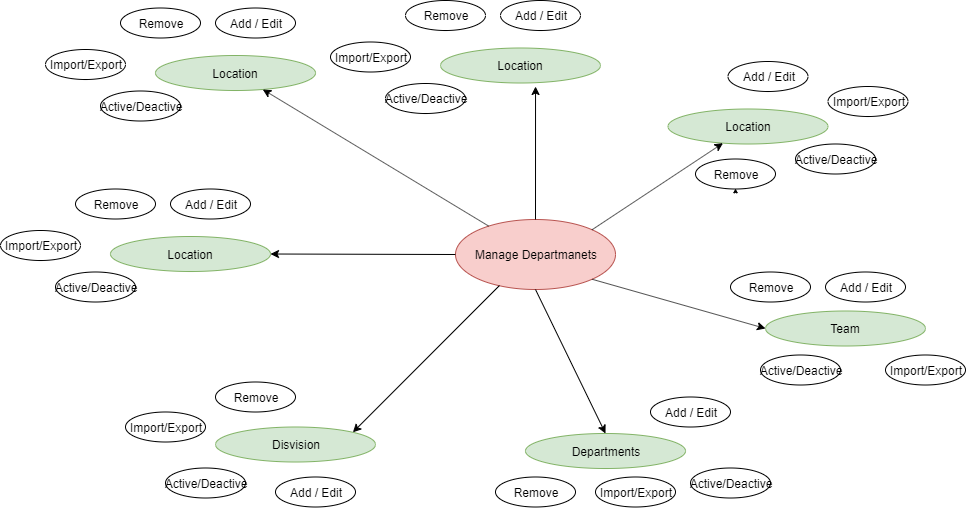 Remove
Add / Edit
Import/Export
Location
Active/Deactive
Remove
Add / Edit
Import/Export
Location
Active/Deactive
Add / Edit
Import/Export
Location
Active/Deactive
Remove
Remove
Add / Edit
Import/Export
Location
Active/Deactive
Manage Departmanets
Remove
Add / Edit
Team
Active/Deactive
Import/Export
Remove
Import/Export
Disvision
Active/Deactive
Add / Edit
Add / Edit
Departments
Remove
Import/Export
Active/Deactive